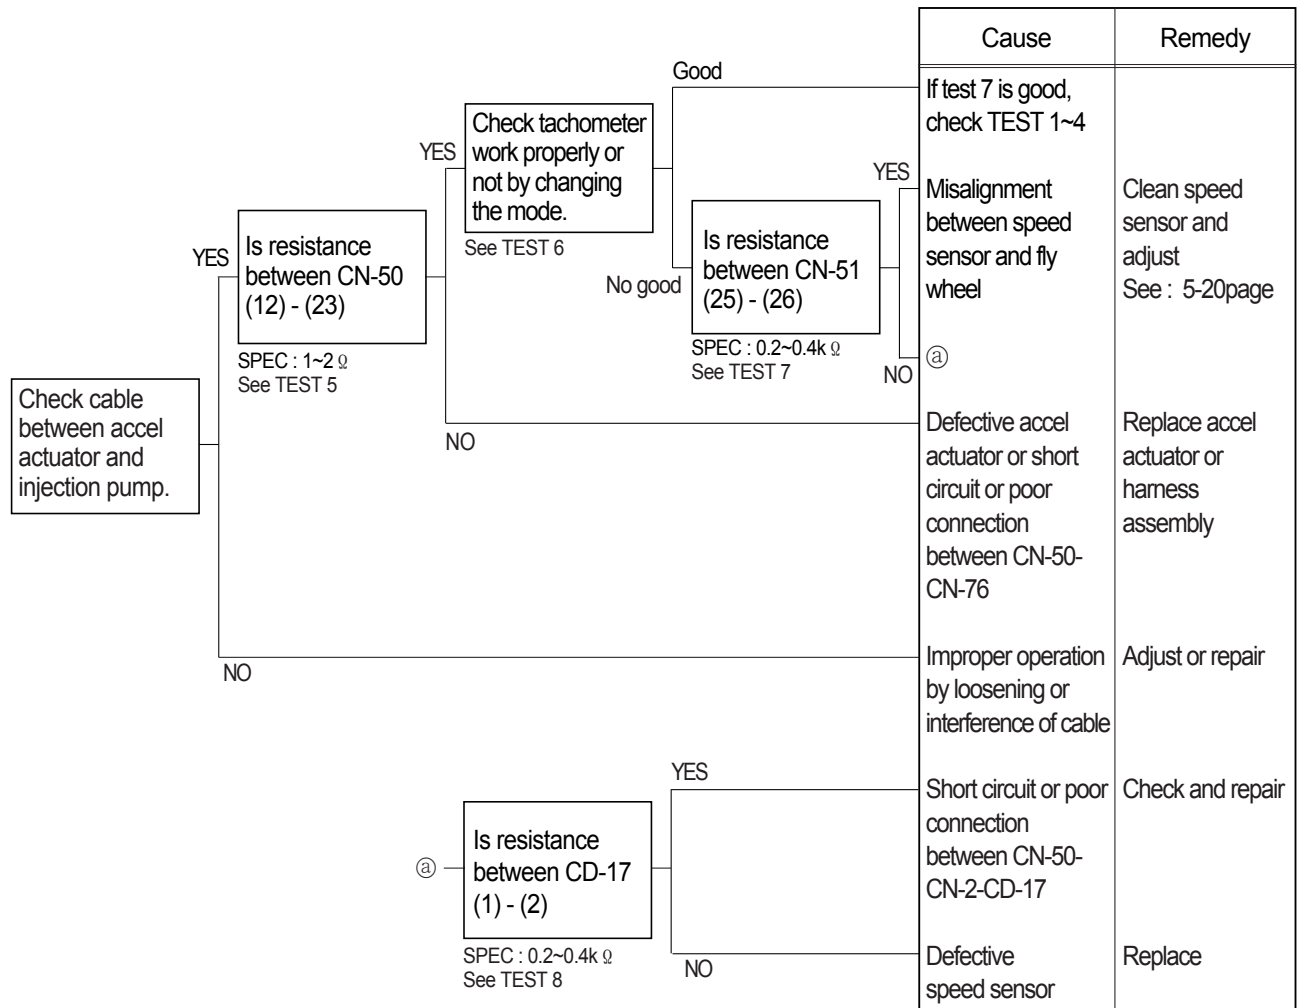 Cause
Remedy
Good
If test 7 is good,
check TEST 1~4
YES
Check tachometer
work properly or
not by changing
the mode.
See TEST 6
No good
YES
Is resistance
between CN-50
(12) - (23)
SPEC : 1~2 Ω
See TEST 5
Is resistance
between CN-51
(25) - (26)
SPEC : 0.2~0.4k Ω
See TEST 7
YES
Misalignment
between speed
sensor and fly
wheel
Clean speed
sensor and
adjust
See : 5-20page
NO
ⓐ
Check cable
between accel
actuator and
injection pump.
NO
Defective accel
actuator or short
circuit or poor
connection
between CN-50-
CN-76
Replace accel
actuator or
harness
assembly
NO
Improper operation
by loosening or
interference of cable
Adjust or repair
ⓐ
Is resistance
between CD-17
(1) - (2)
SPEC : 0.2~0.4k Ω
See TEST 8
YES
Short circuit or poor
connection
between CN-50-
CN-2-CD-17
Check and repair
NO
Defective
speed sensor
Replace